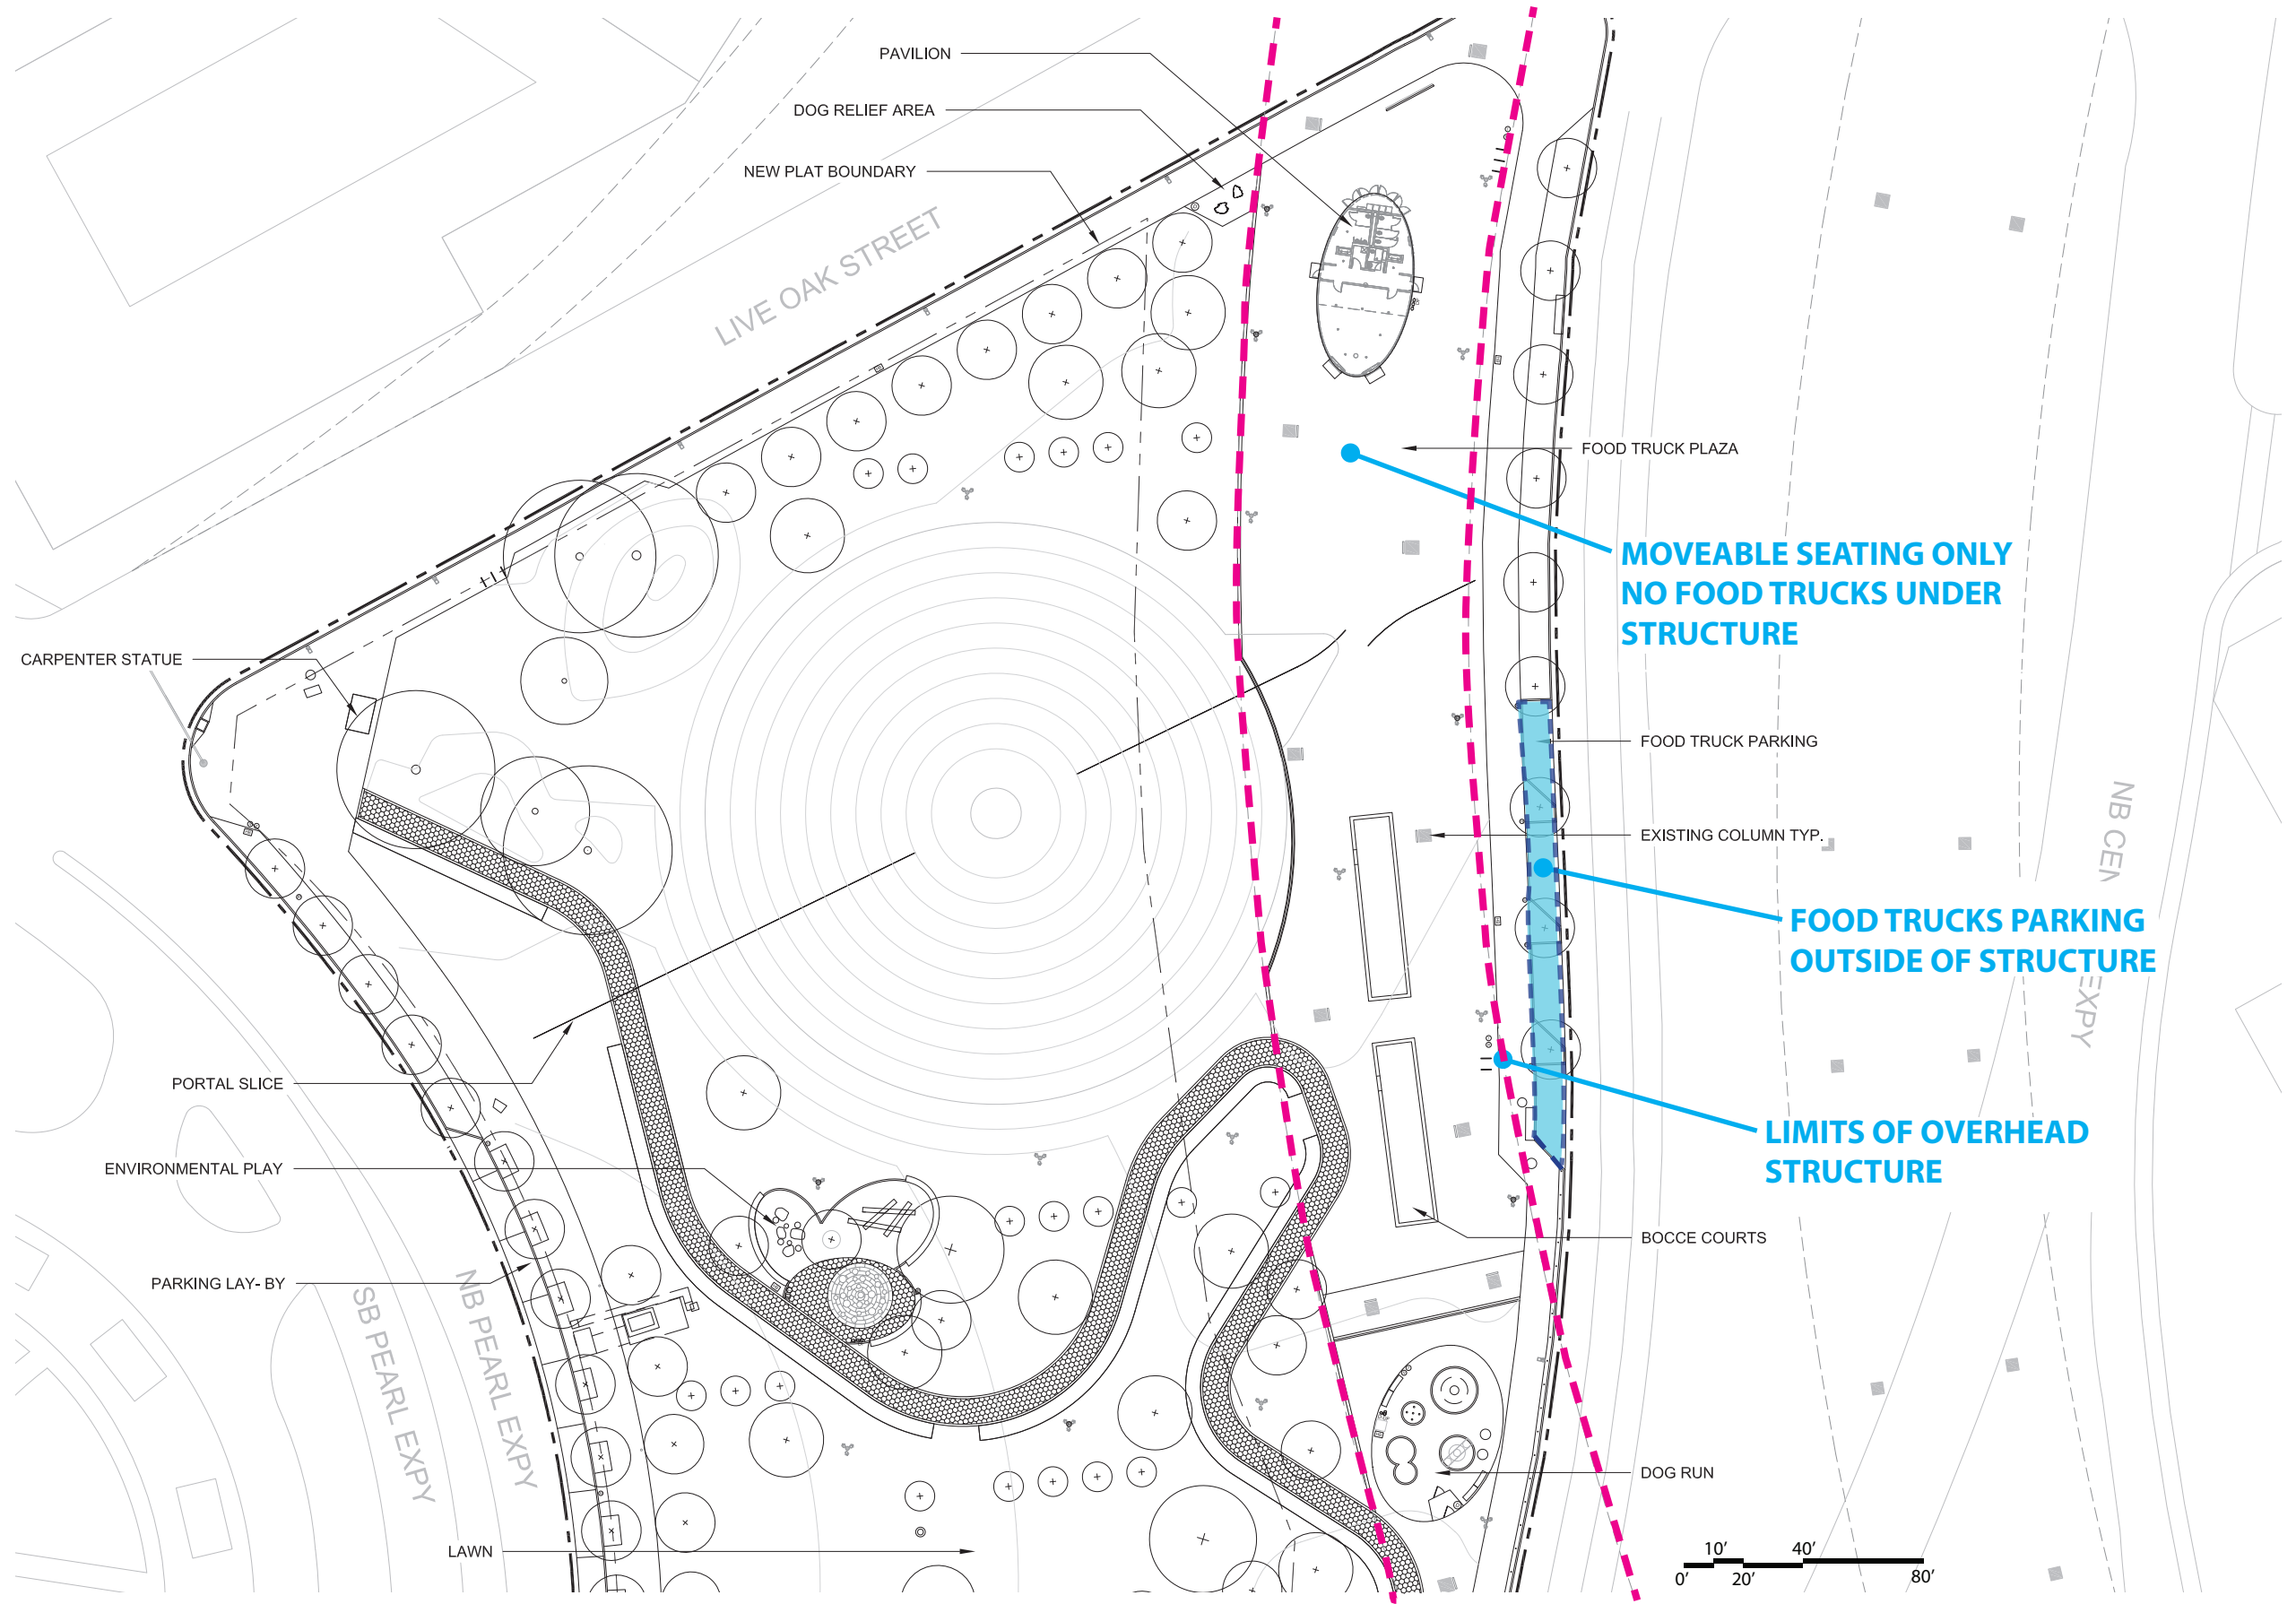 PAVILION
DOG RELIEF AREA
NEW PLAT BOUNDARY
LIVE OAK STREET
FOOD TRUCK PLAZA
MOVEABLE SEATING ONLY
NO FOOD TRUCKS UNDER
STRUCTURE
CARPENTER STATUE
FOOD TRUCK PARKING
EXISTING COLUMN TYP.
NB CEN
EXPY
FOOD TRUCKS PARKING
OUTSIDE OF STRUCTURE
PORTAL SLICE
LIMITS OF OVERHEAD
STRUCTURE
ENVIRONMENTAL PLAY
BOCCE COURTS
PARKING LAY- BY
SB PEARL EXPY
NB PEARL EXPY
DOG RUN
LAWN
10' 40'
0' 20' 80'